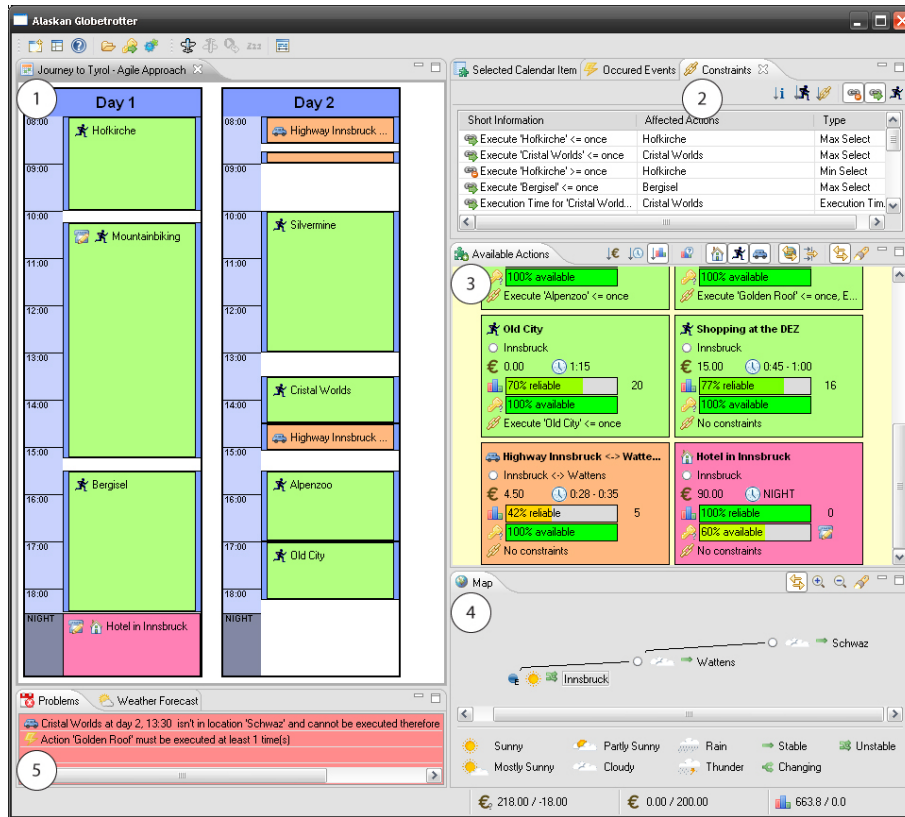 Alaskan Globetrotter
Journey to Tyrol - Agile Approach
1
Day 1
Day 2
08:00
Hofkirche
09:00
10:00
Mountainbiking
11:00
12:00
13:00
14:00
15:00
Bergisel
16:00
17:00
18:00
NIGHT
Hotel in Innsbruck
08:00
Highway Innsbruck ...
09:00
10:00
Silvermine
11:00
12:00
13:00
Cristal Worlds
14:00
Highway Innsbruck ...
15:00
Alpenzoo
16:00
17:00
Old City
18:00
NIGHT
Problems
Weather Forecast
Cristal Worlds at day 2, 13:30 isn't in location 'Schwaz' and cannot be executed therefore
Action 'Golden Roof' must be executed at least 1 time(s)
5
Selected Calendar Item
Occured Events
Constraints
2
Short Information
Affected Actions
Type
Execute 'Hofkirche' <= once
Hofkirche
Max Select
Execute 'Cristal Worlds' <= once
Cristal Worlds
Max Select
Execute 'Hofkirche' >= once
Hofkirche
Min Select
Execute 'Bergisel' <= once
Bergisel
Max Select
Execution Time for 'Cristal World...
Cristal Worlds
Execution Tim.
Available Actions
3
100% available
Execute 'Alpenzoo' <= once
100% available
Execute 'Golden Roof' <= once, E...
Old City
Innsbruck
€ 0.00 1:15
70% reliable 20
100% available
Execute 'Old City' <= once
Shopping at the DEZ
Innsbruck
€ 15.00 0:45 - 1:00
77% reliable 16
100% available
No constraints
Highway Innsbruck <-> Watte...
Innsbruck <-> Wattens
€ 4.50 0:28 - 0:35
42% reliable 5
100% available
No constraints
Hotel in Innsbruck
Innsbruck
€ 90.00 NIGHT
100% reliable 0
60% available
No constraints
Map
4
Schwaz
Wattens
Innsbruck
Sunny
Partly Sunny
Rain
Stable
Unstable
Mostly Sunny
Cloudy
Thunder
Changing
€ 218.00 / -18.00
€ 0.00 / 200.00
663.8 / 0.0